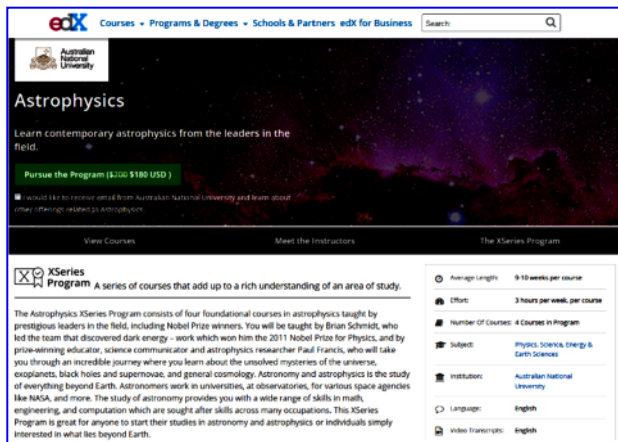 edX Courses Programs & Degrees Schools & Partners edX for Business Search:
Australian
National
University
Astrophysics
Learn contemporary astrophysics from the leaders in the
field.
Pursue the Program ($200 $180 USD )
I would like to receive email from Australian National University and learn about
other offerings related to Astrophysics.
View Courses Meet the Instructors The XSeries Program
XSeries
Program A series of courses that add up to a rich understanding of an area of study.
The Astrophysics XSeries Program consists of four foundational courses in astrophysics taught by
prestigious leaders in the field, including Nobel Prize winners. You will be taught by Brian Schmidt, who
led the team that discovered dark energy – work which won him the 2011 Nobel Prize for Physics, and by
prize-winning educator, science communicator and astrophysics researcher Paul Francis, who will take
you through an incredible journey where you learn about the unsolved mysteries of the universe,
exoplanets, black holes and supernovae, and general cosmology. Astronomy and astrophysics is the study
of everything beyond Earth. Astronomers work in universities, at observatories, for various space agencies
like NASA, and more. The study of astronomy provides you with a wide range of skills in math,
engineering, and computation which are sought after skills across many occupations. This XSeries
Program is great for anyone to start their studies in astronomy and astrophysics or individuals simply
interested in what lies beyond Earth.
Average Length: 9-10 weeks per course
Effort: 3 hours per week, per course
Number Of Courses: 4 Courses in Program
Subject: Physics, Science, Energy &
Earth Sciences
Institution: Australian National
University
Language: English
Video Transcripts: English